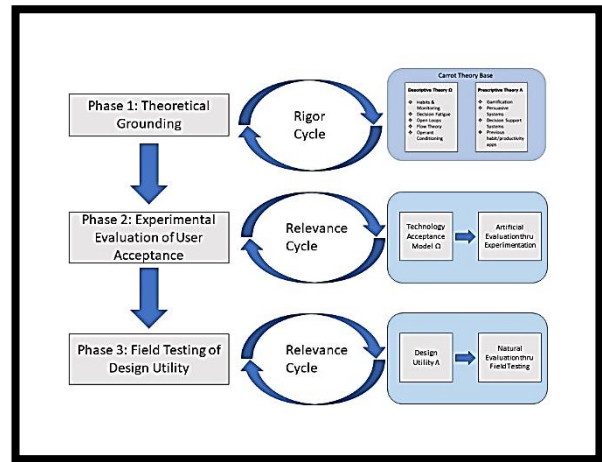 Phase 1: Theoretical
Grounding
Rigor
Cycle
Carrot Theory Base
Descriptive Theory Ω
❖ Habits &
Monitoring
❖ Decision Fatigue
❖ Open Loops
❖ Flow Theory
❖ Operant
Conditioning
Prescriptive Theory Λ
❖ Gamification
❖ Persuasive
Systems
❖ Decision Support
Systems
❖ Previous
habit/productivity
apps
Phase 2: Experimental
Evaluation of User
Acceptance
Relevance
Cycle
Technology
Acceptance
Model Ω
Artificial
Evaluation thru
Experimentation
Phase 3: Field Testing of
Design Utility
Relevance
Cycle
Design
Utility Λ
Natural
Evaluation thru
Field Testing